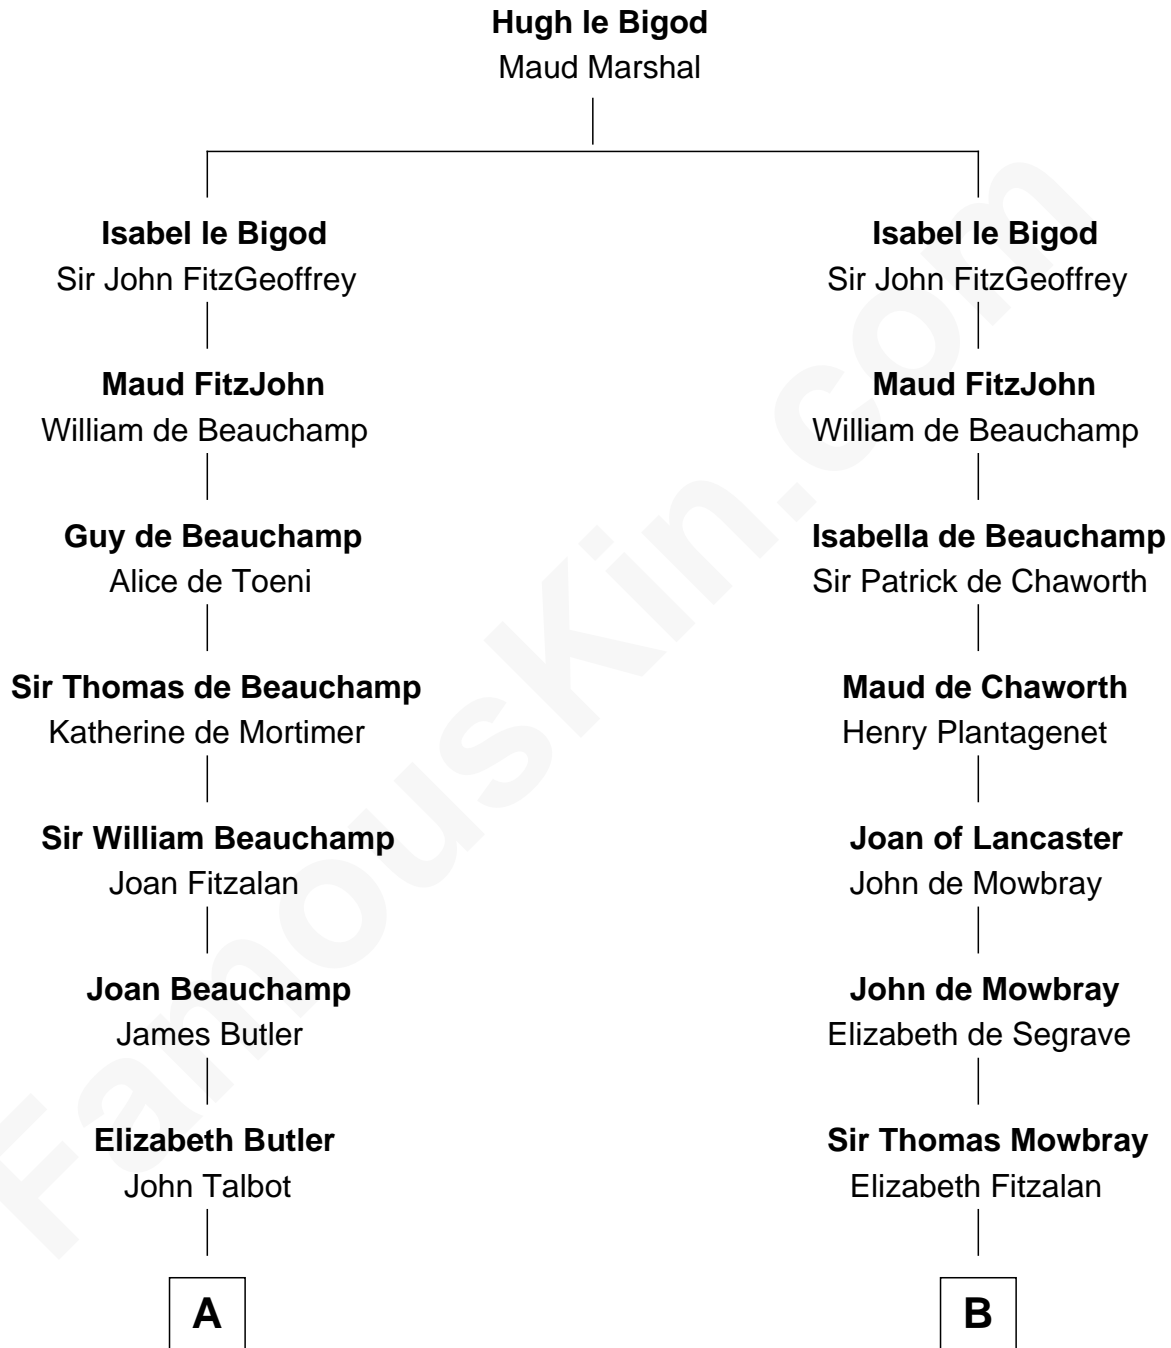 Hugh le Bigod
Maud Marshal
Isabel le Bigod
Sir John FitzGeoffrey
Isabel le Bigod
Sir John FitzGeoffrey
Maud FitzJohn
William de Beauchamp
Maud FitzJohn
William de Beauchamp
Guy de Beauchamp
Alice de Toeni
Isabella de Beauchamp
Sir Patrick de Chaworth
Sir Thomas de Beauchamp
Katherine de Mortimer
Maud de Chaworth
Henry Plantagenet
Sir William Beauchamp
Joan Fitzalan
Joan of Lancaster
John de Mowbray
Joan Beauchamp
James Butler
John de Mowbray
Elizabeth de Segrave
Elizabeth Butler
John Talbot
Sir Thomas Mowbray
Elizabeth Fitzalan
A
B
FamousKin.com